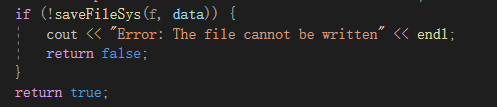 if (!saveFileSys(f, data)) {
    cout << "Error: The file cannot be written" << endl;
    return false;
}
return true;